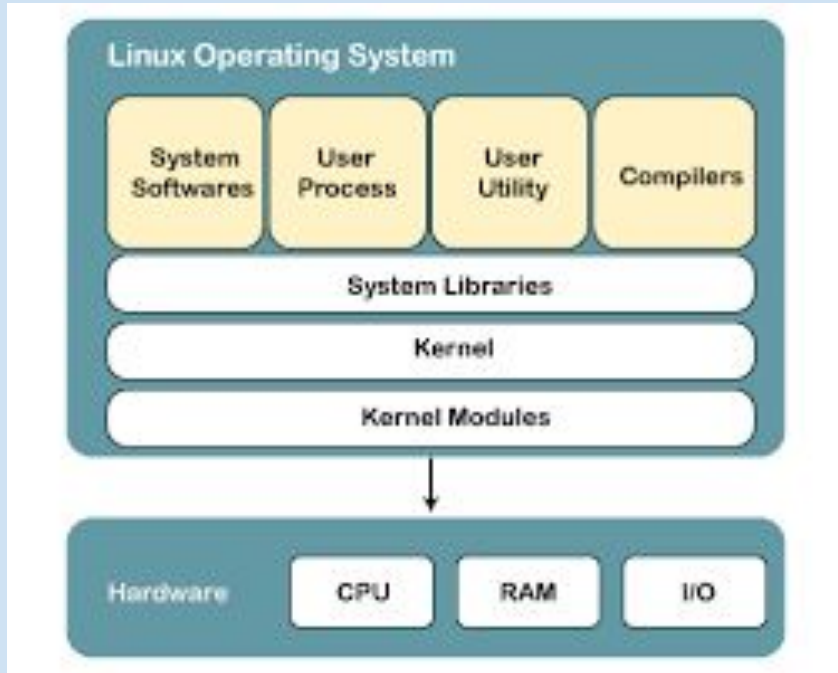 Linux Operating System
System
Softwares
User
Process
User
Utility
Compilers
System Libraries
Kernel
Kernel Modules
Hardware
CPU
RAM
I/O